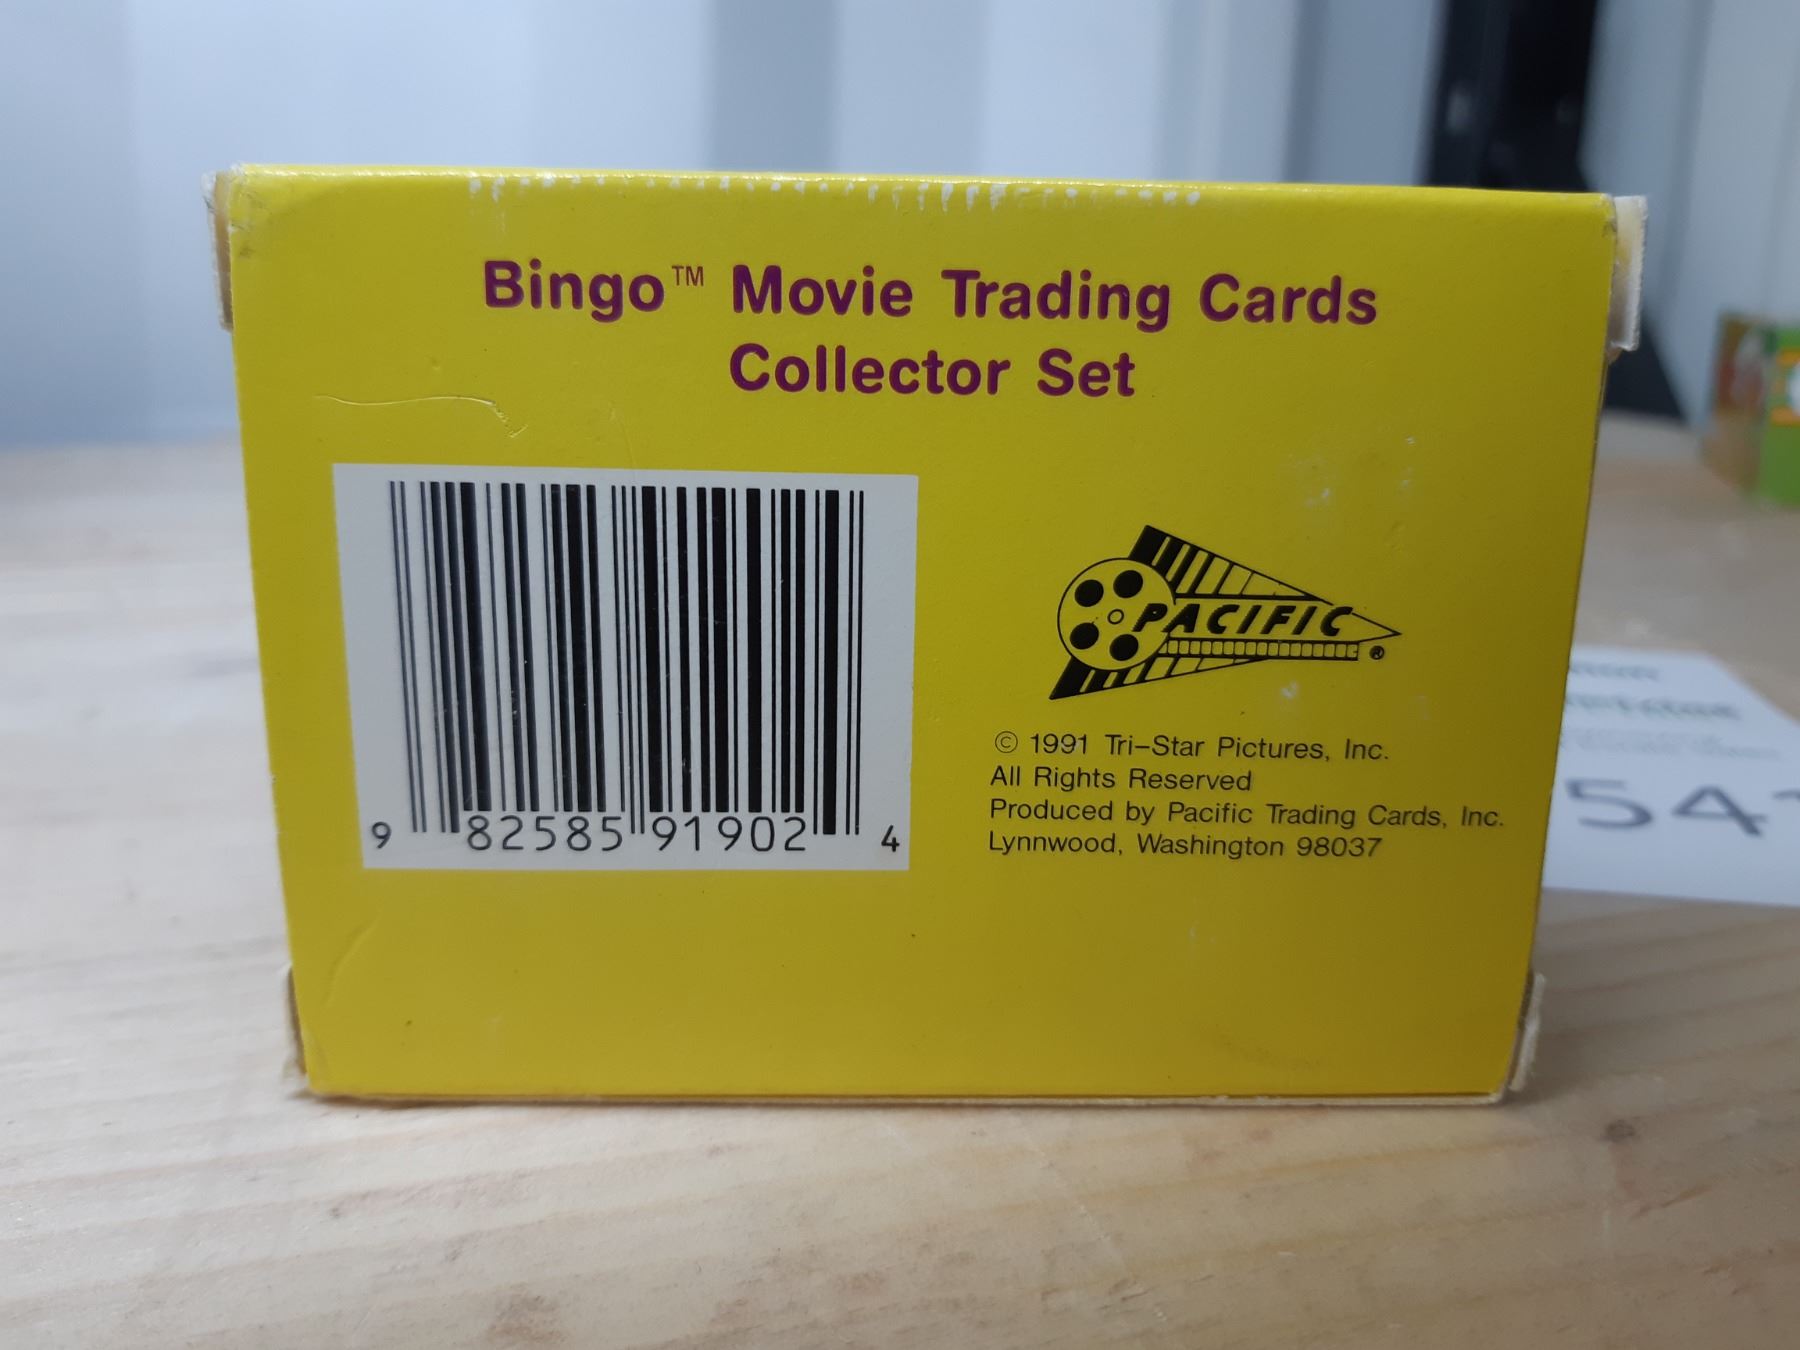 Bingo™ Movie Trading Cards
Collector Set
9 82585 91902 4
PACIFIC ®
© 1991 Tri-Star Pictures, Inc.
All Rights Reserved
Produced by Pacific Trading Cards, Inc.
Lynnwood, Washington 98037
54